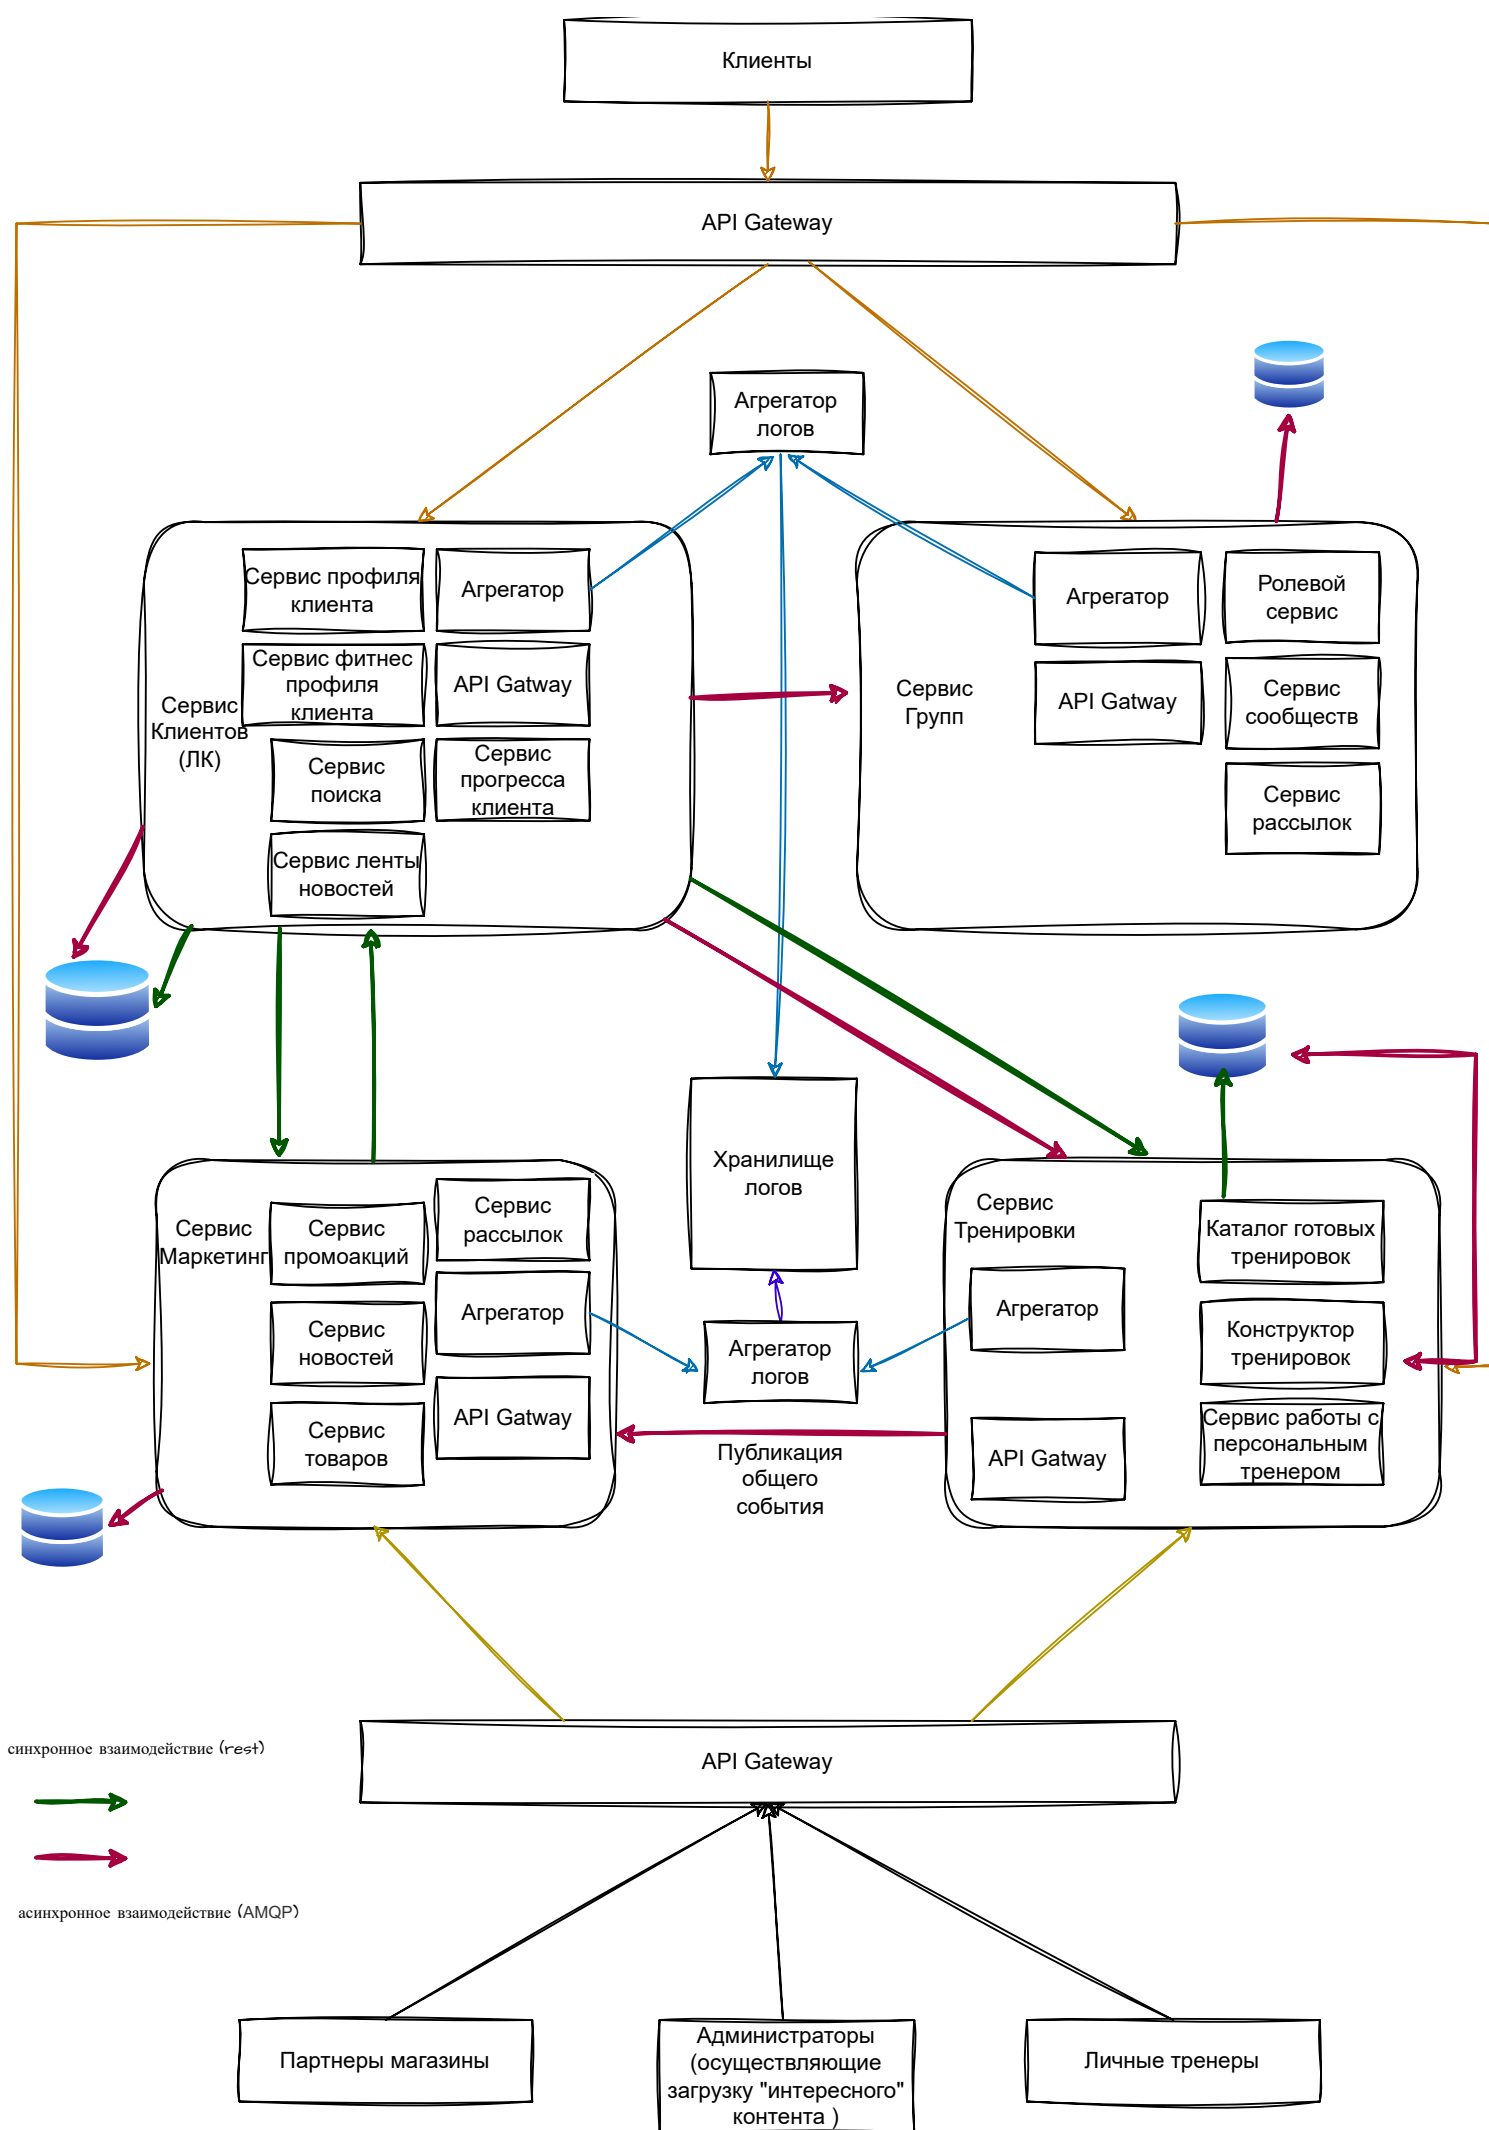 Клиенты
API Gateway
Агрегатор
логов
Сервис
Клиентов
(ЛК)
Сервис профиля
клиента
Агрегатор
Сервис фитнес
профиля
клиента
API Gatway
Сервис
поиска
Сервис
прогресса
клиента
Сервис ленты
новостей
Сервис
Групп
Агрегатор
Ролевой
сервис
API Gatway
Сервис
сообществ
Сервис
рассылок
Хранилище
логов
Сервис
Маркетинг
Сервис
промоакций
Сервис
рассылок
Сервис
новостей
Агрегатор
Сервис
товаров
API Gatway
Агрегатор
логов
Публикация
общего
события
Сервис
Тренировки
Каталог готовых
тренировок
Агрегатор
Конструктор
тренировок
API Gatway
Сервис работы с
персональным
тренером
API Gateway
синхронное взаимодействие (rest)
асинхронное взаимодействие (AMQP)
Партнеры магазины
Администраторы
(осуществляющие
загрузку "интересного"
контента )
Личные тренеры